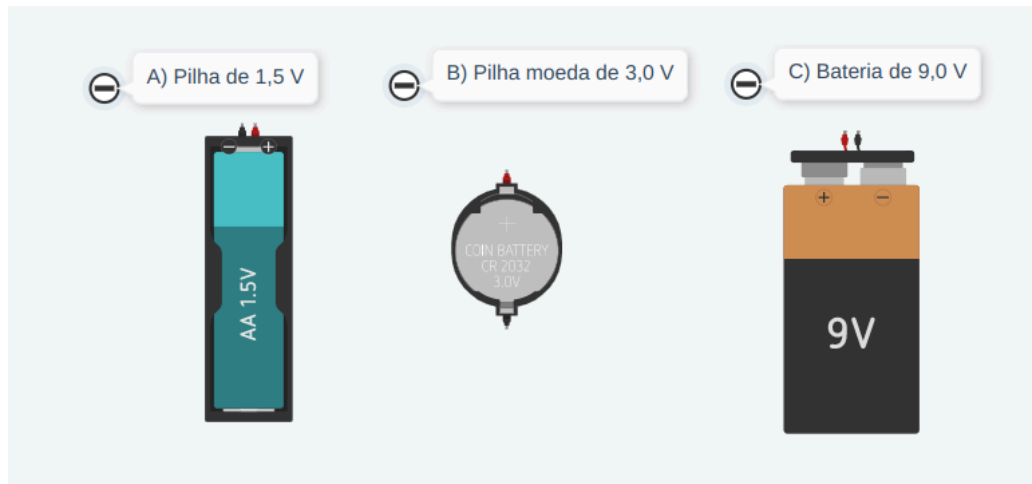 A) Pilha de 1,5 V
B) Pilha moeda de 3,0 V
C) Bateria de 9,0 V
AA 1.5V
COIN BATTERY
CR 2032
3.0V
9V